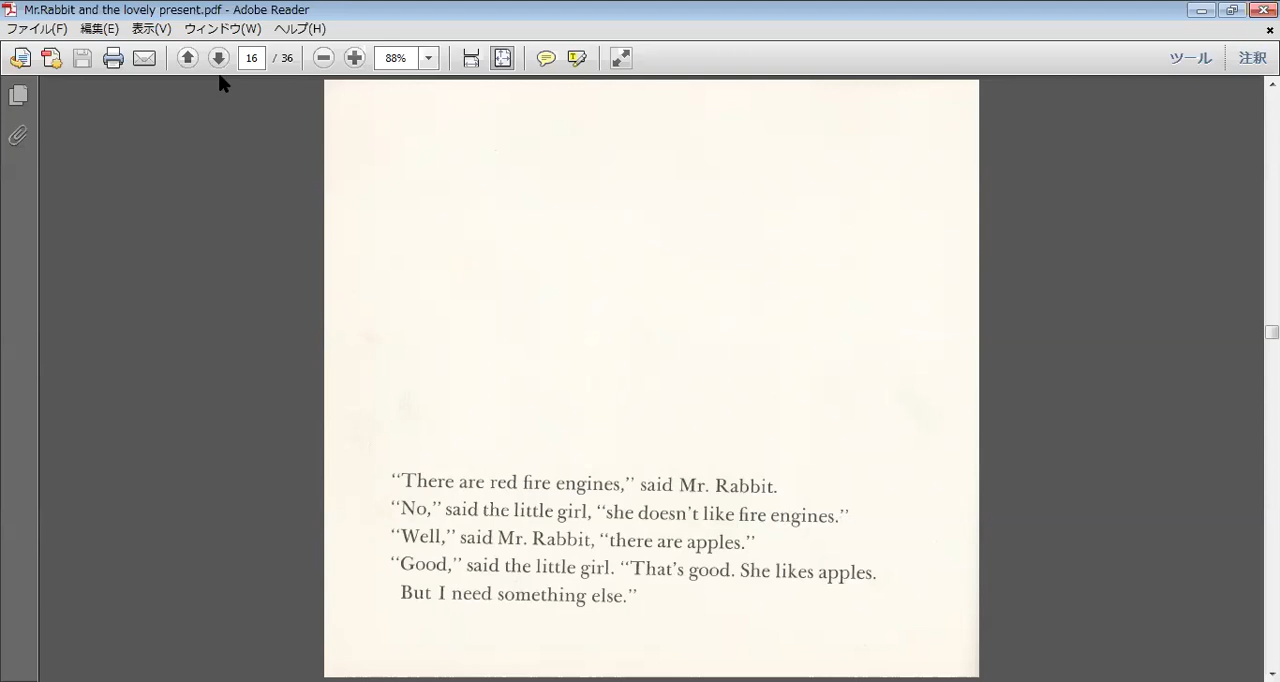 Mr.Rabbit and the lovely present.pdf - Adobe Reader
ファイル(F) 編集(E) 表示(V) ウィンドウ(W) ヘルプ(H)
16 / 36 88% ツール 注釈
“There are red fire engines,” said Mr. Rabbit.
“No,” said the little girl, “she doesn’t like fire engines.”
“Well,” said Mr. Rabbit, “there are apples.”
“Good,” said the little girl. “That’s good. She likes apples.
But I need something else.”